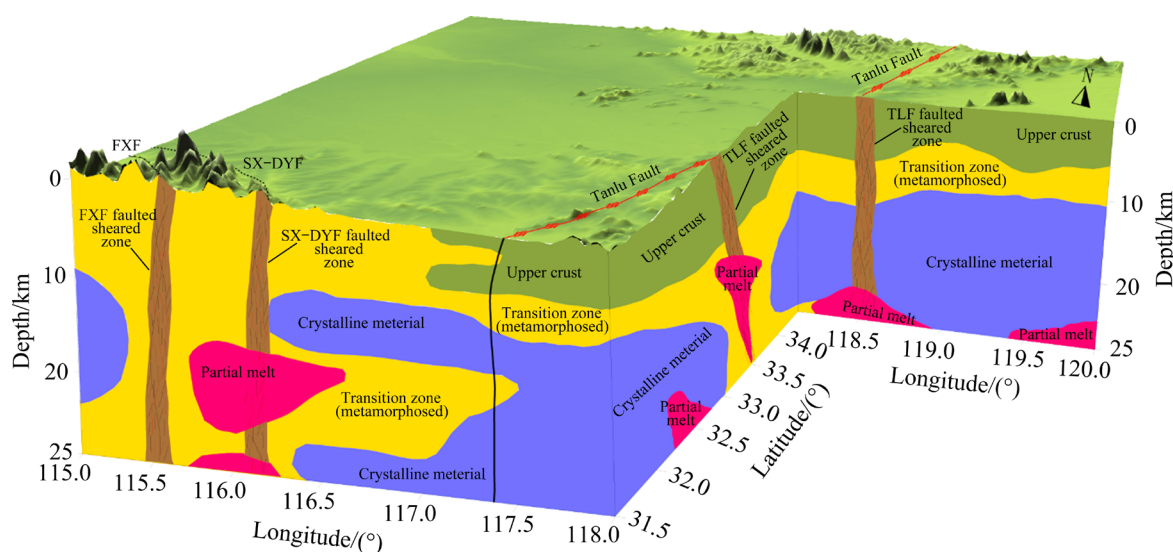 Tanlu Fault
N
FXF
SX-DYF
TLF faulted
sheared
zone
TLF faulted
sheared
zone
Upper crust
Transition zone
(metamorphosed)
Crystalline meterial
Partial melt
Partial melt
0
10
20
25
Depth/km
118.5
119.0
119.5
120.0
Longitude/(°)
Tanlu Fault
0
10
20
25
Depth/km
FXF faulted
sheared
zone
SX-DYF faulted
sheared
zone
Upper crust
Upper crust
Transition zone
(metamorphosed)
Crystalline meterial
Partial melt
Transition zone
(metamorphosed)
Crystalline meterial
Crystalline meterial
Partial
melt
Partial
melt
34.0
33.5
33.0
32.5
32.0
31.5
Latitude/(°)
115.0
115.5
116.0
116.5
117.0
117.5
118.0
Longitude/(°)